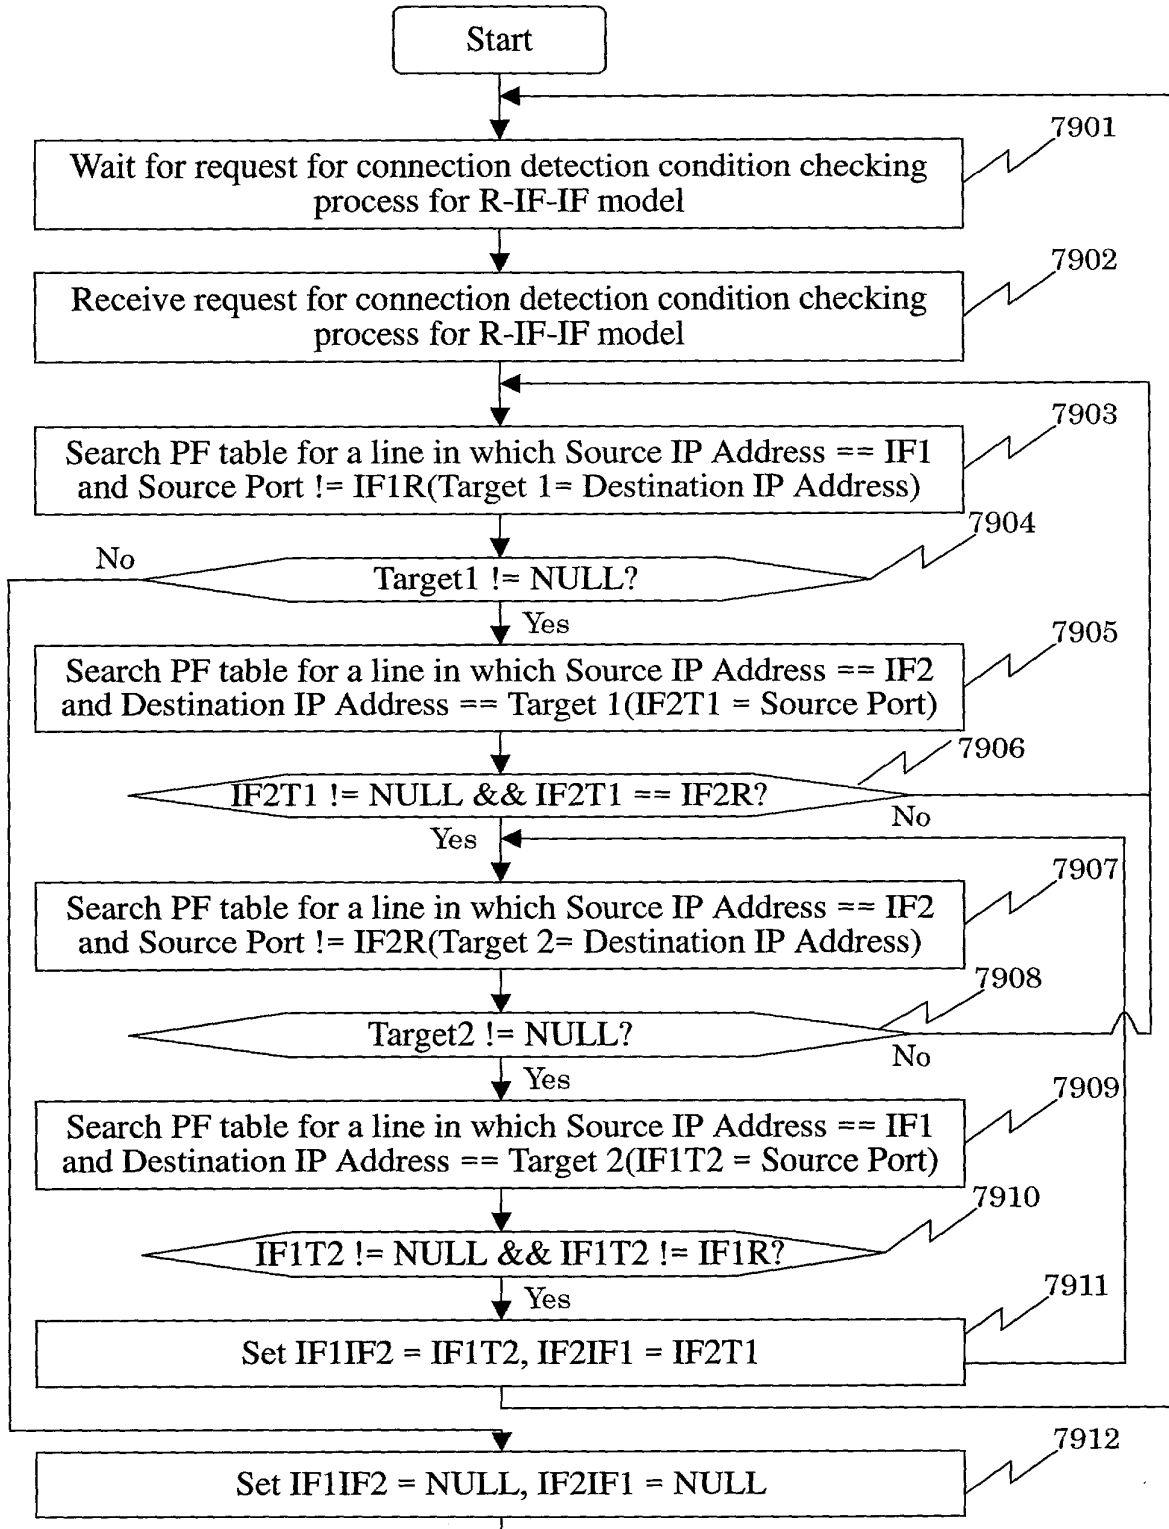 Start
7901
Wait for request for connection detection condition checking
process for R-IF-IF model
7902
Receive request for connection detection condition checking
process for R-IF-IF model
7903
Search PF table for a line in which Source IP Address == IF1
and Source Port != IF1R(Target 1= Destination IP Address)
7904
No
Target1 != NULL?
Yes
7905
Search PF table for a line in which Source IP Address == IF2
and Destination IP Address == Target 1(IF2T1 = Source Port)
7906
IF2T1 != NULL && IF2T1 == IF2R?
No
Yes
7907
Search PF table for a line in which Source IP Address == IF2
and Source Port != IF2R(Target 2= Destination IP Address)
7908
Target2 != NULL?
No
Yes
7909
Search PF table for a line in which Source IP Address == IF1
and Destination IP Address == Target 2(IF1T2 = Source Port)
7910
IF1T2 != NULL && IF1T2 != IF1R?
Yes
7911
Set IF1IF2 = IF1T2, IF2IF1 = IF2T1
7912
Set IF1IF2 = NULL, IF2IF1 = NULL